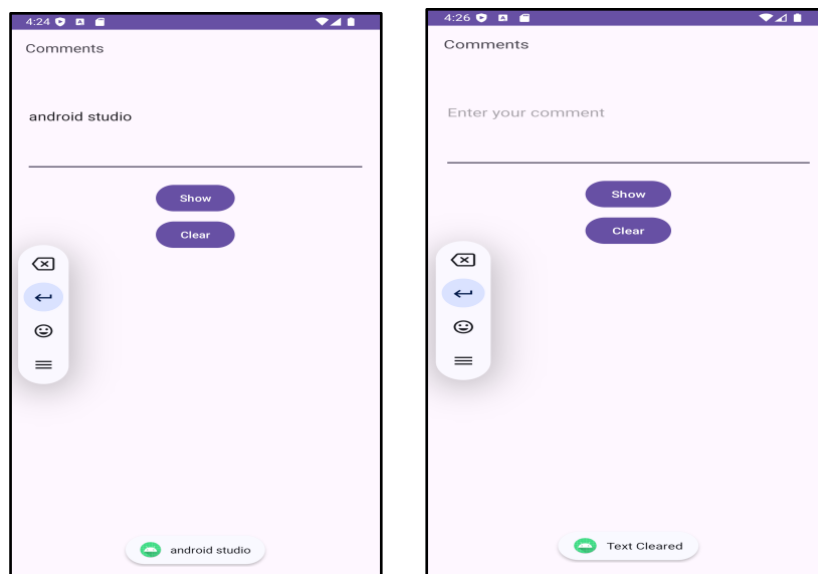 4:24
Comments
android studio
Show
Clear
android studio
4:26
Comments
Enter your comment
Show
Clear
Text Cleared